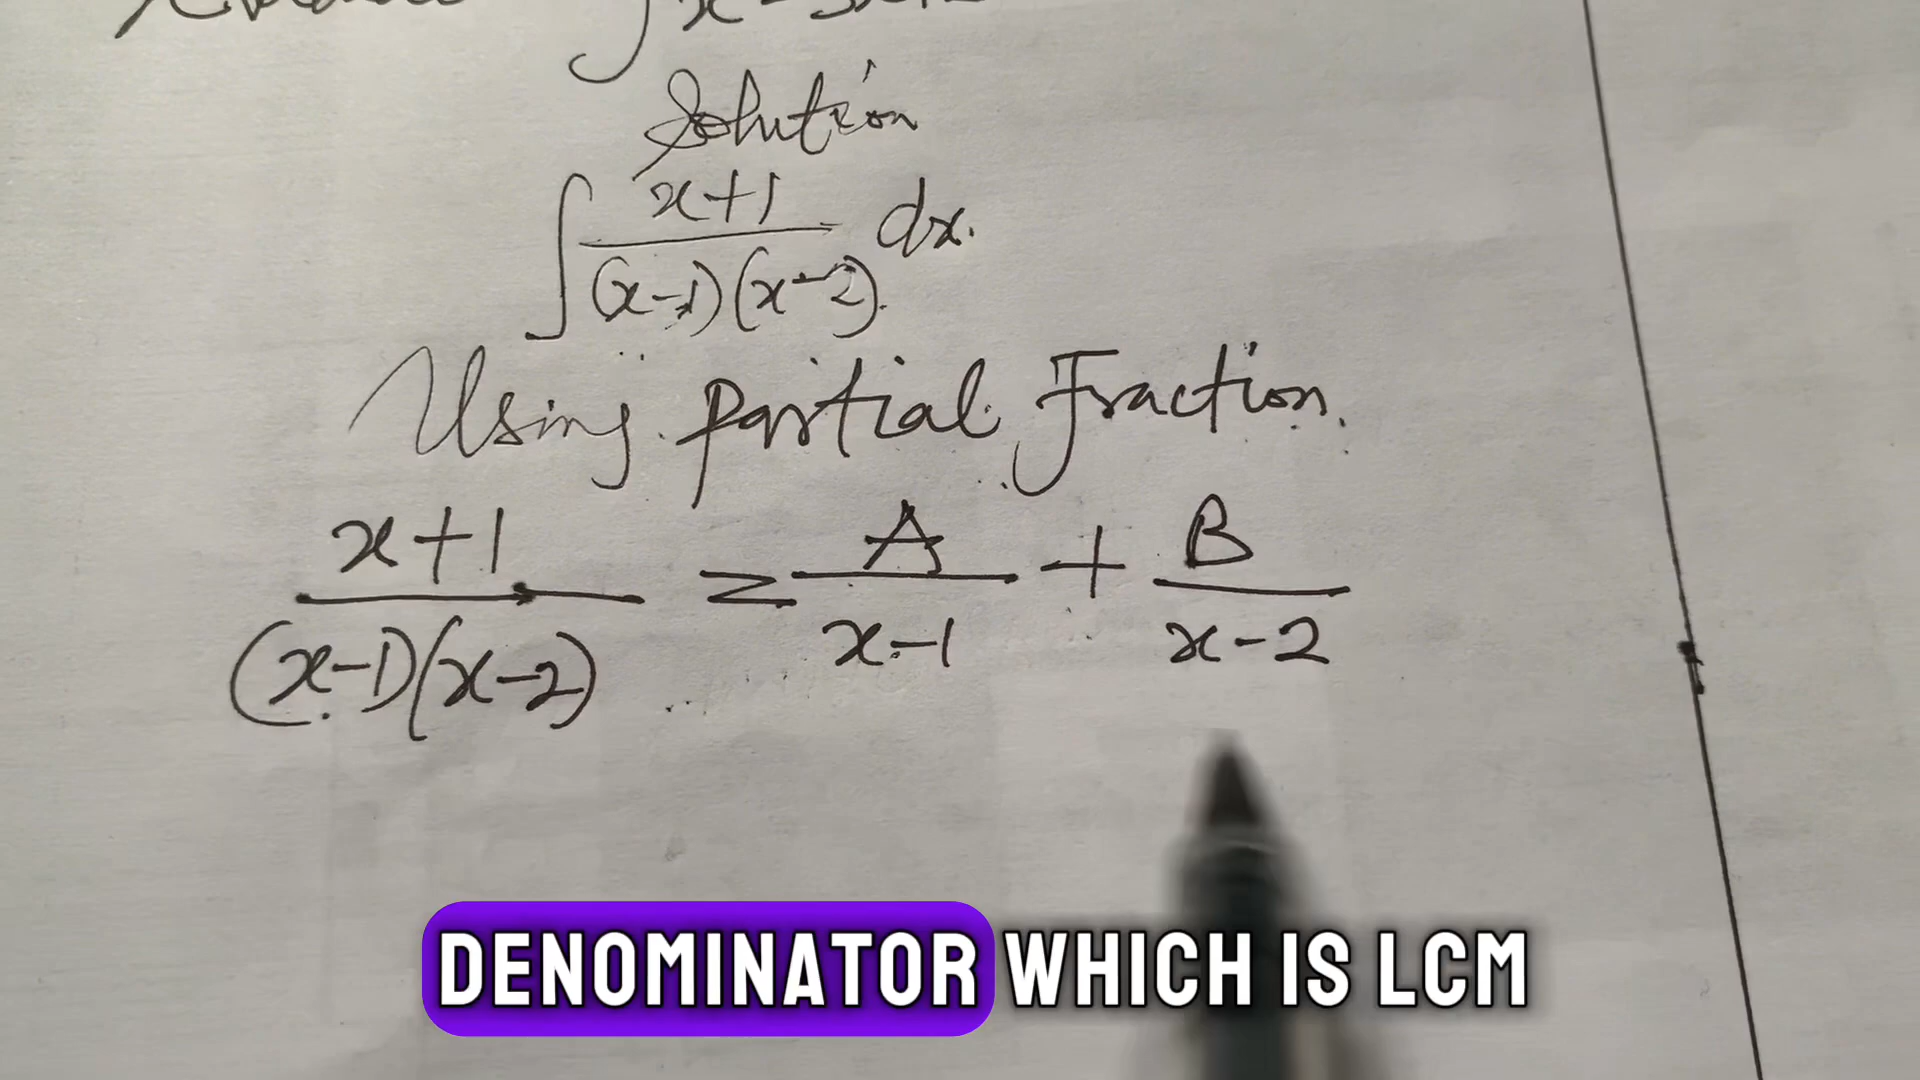 Solution
∫ x+1 / (x-1)(x-2) dx.
Using Partial Fraction.
x+1 / (x-1)(x-2) = A / x-1 + B / x-2
DENOMINATOR WHICH IS LCM